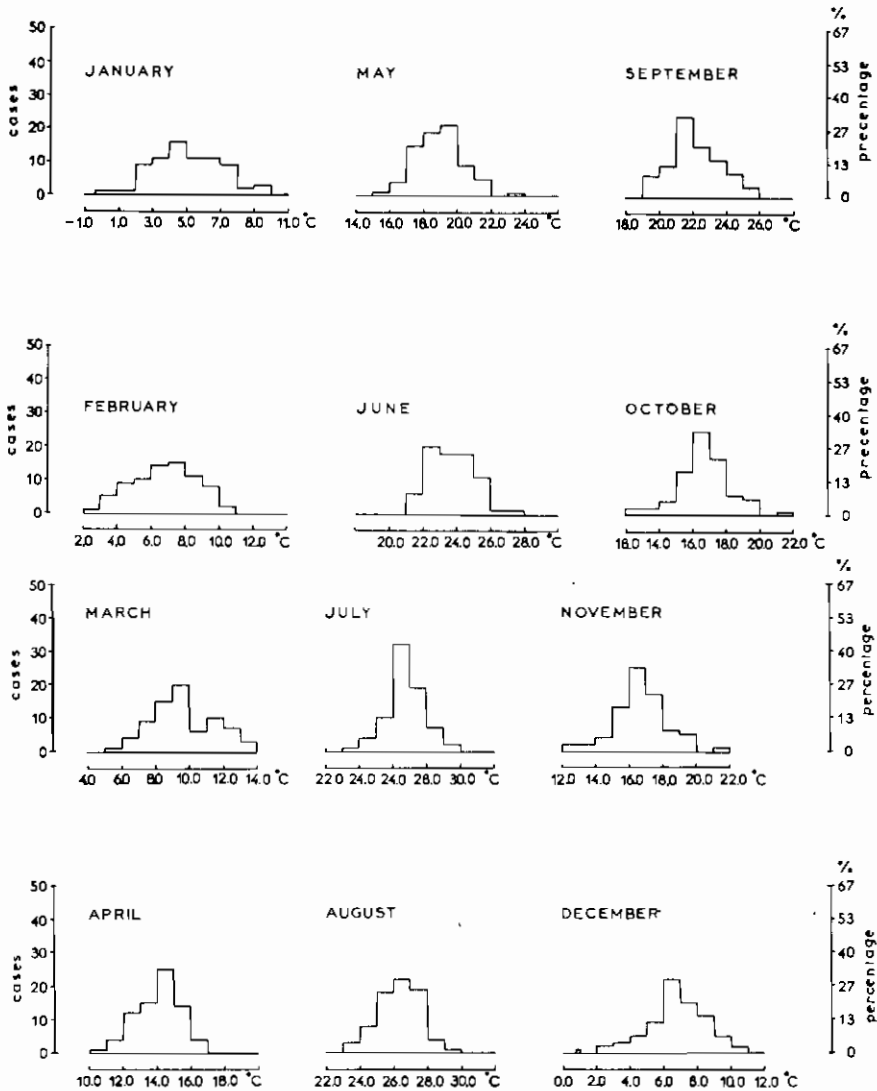 %
50 67
40 53
JANUARY MAY SEPTEMBER
30 40
cases
20 27
precentage
10 13
0 0
-1.0 1.0 3.0 5.0 7.0 8.0 11.0 °C
14.0 16.0 18.0 20.0 22.0 24.0 °C
18.0 20.0 22.0 24.0 26.0 °C
%
50 67
40 53
FEBRUARY JUNE OCTOBER
30 40
cases
20 27
precentage
10 13
0 0
2.0 4.0 6.0 8.0 10.0 12.0 °C
20.0 22.0 24.0 26.0 28.0 °C
16.0 14.0 16.0 18.0 20.0 22.0 °C
%
50 67
40 53
MARCH JULY NOVEMBER
30 40
cases
20 27
percentage
10 13
0 0
4.0 6.0 8.0 10.0 12.0 14.0 °C
22.0 24.0 26.0 28.0 30.0 32.0 °C
12.0 14.0 16.0 18.0 20.0 22.0 °C
%
50 67
40 53
APRIL AUGUST DECEMBER
30 40
cases
20 27
percentage
10 13
0 0
10.0 12.0 14.0 16.0 18.0 °C
22.0 24.0 26.0 28.0 30.0 32.0 °C
0.0 2.0 4.0 6.0 8.0 10.0 12.0 °C